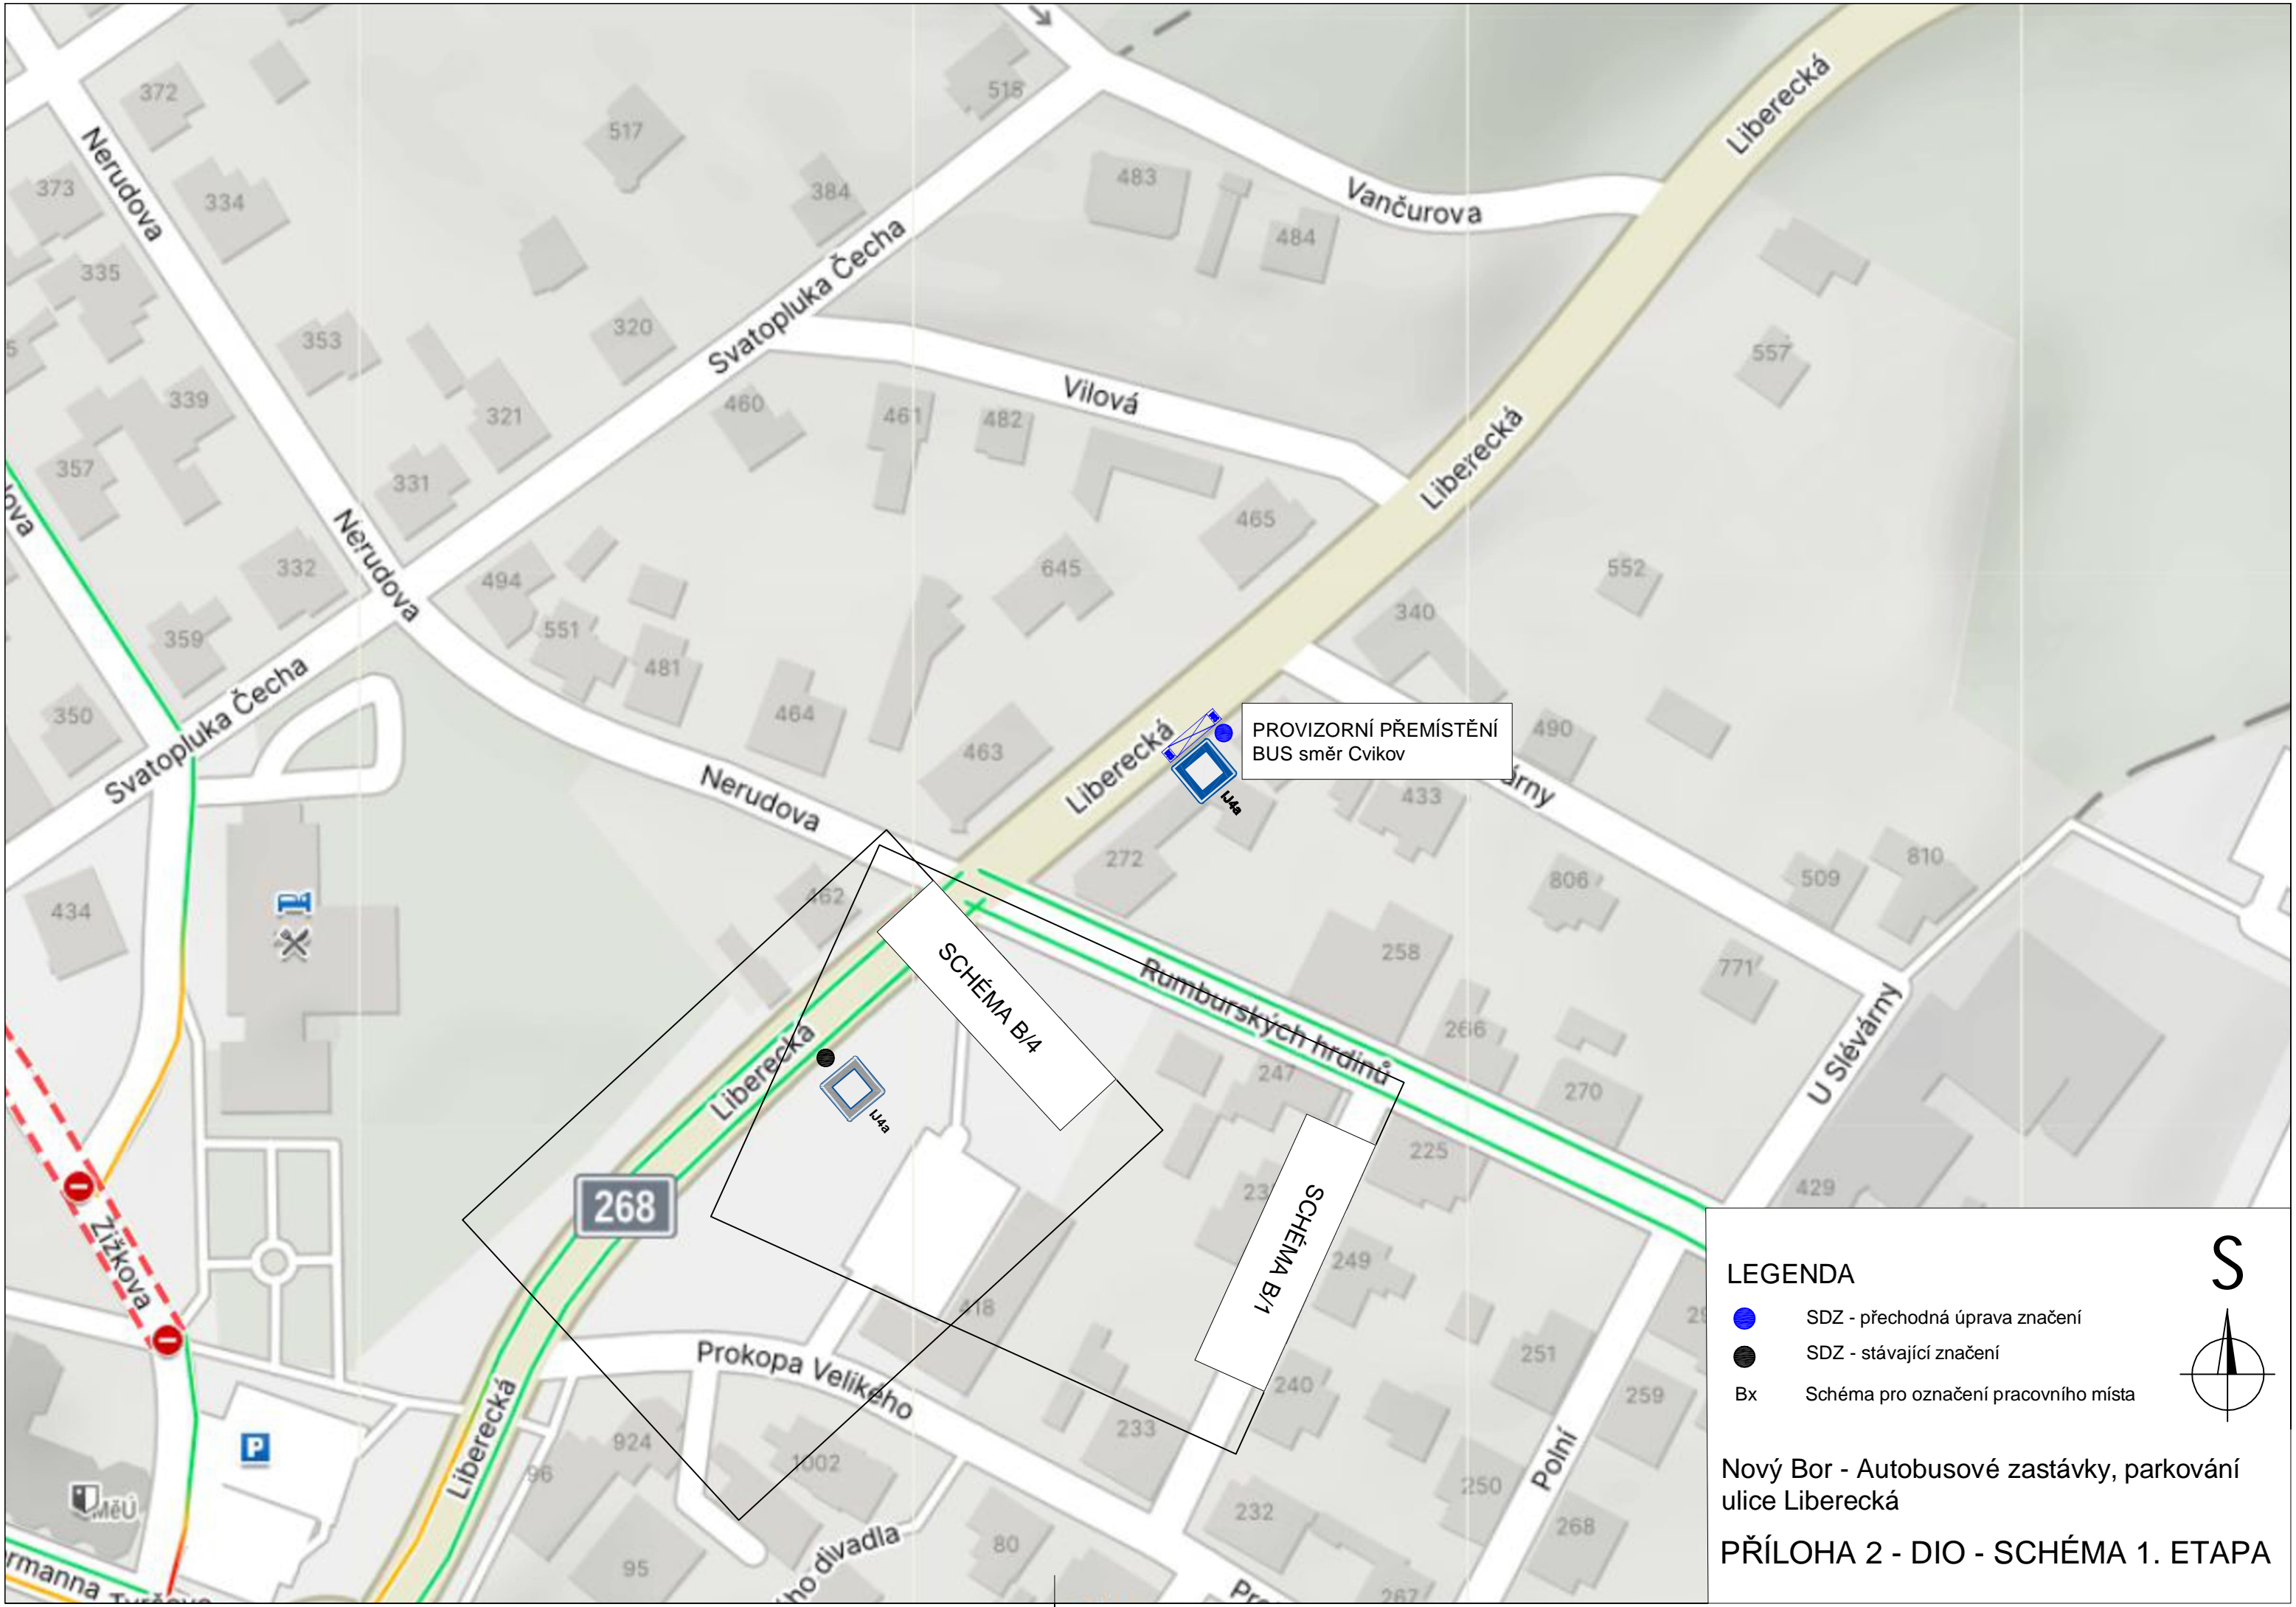 372
515
517
Nerudova
373
334
384
483
Liberecká
Vančurova
484
335
Svatopluka Čecha
353
320
557
339
321
460
461
482
Vilová
Liberecká
357
331
465
Nerudova
332
494
645
552
340
359
551
481
350
464
463
Svatopluka Čecha
Nerudova
Liberecká
PROVIZORNÍ PŘEMÍSTĚNÍ
BUS směr Cvikov
IJ4a
490
433
árny
272
434
462
806
509
810
SCHÉMA B/4
258
771
Rumburských hrdinů
266
U Slévárny
Liberecká
IJ4a
247
270
225
429
268
SCHÉMA B/1
249
Žižkova
418
251
Prokopa Velikého
240
259
233
Liberecká
924
96
1002
250
Polní
P
MěÚ
232
268
80
95
ho divadla
267
LEGENDA
S
SDZ - přechodná úprava značení
SDZ - stávající značení
Bx Schéma pro označení pracovního místa
Nový Bor - Autobusové zastávky, parkování
ulice Liberecká
PŘÍLOHA 2 - DIO - SCHÉMA 1. ETAPA